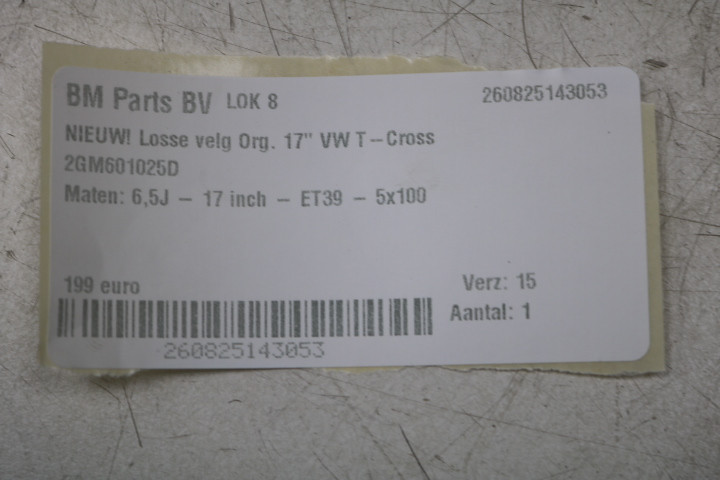 BM Parts BV LOK 8 260825143053
NIEUW! Losse velg Org. 17" VW T-Cross
2GM601025D
Maten: 6,5J - 17 inch - ET39 - 5x100
199 euro Verz: 15
Aantal: 1
260825143053